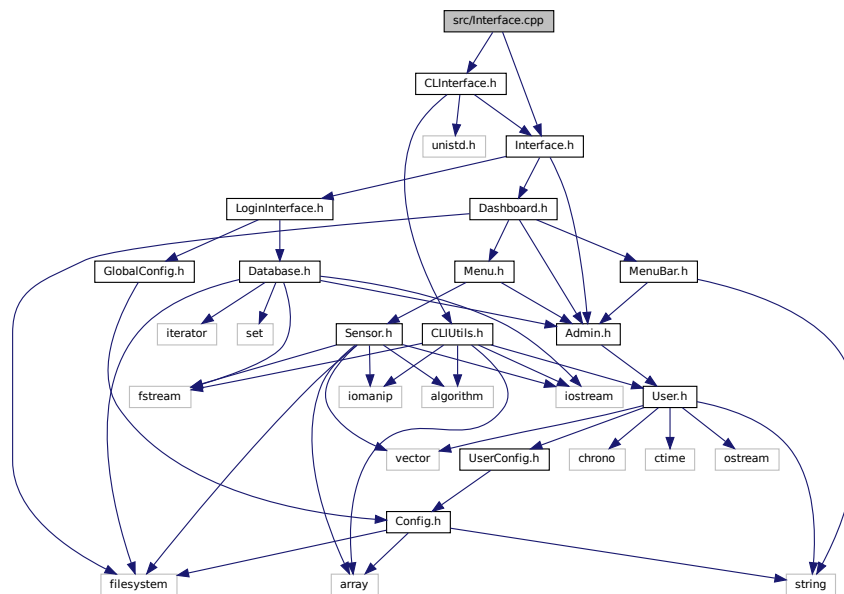 src/Interface.cpp
CLInterface.h
unistd.h
Interface.h
LoginInterface.h
Dashboard.h
GlobalConfig.h
Database.h
Menu.h
MenuBar.h
iterator
set
Sensor.h
CLIUtils.h
Admin.h
fstream
iomanip
algorithm
iostream
User.h
vector
UserConfig.h
chrono
ctime
ostream
Config.h
filesystem
array
string